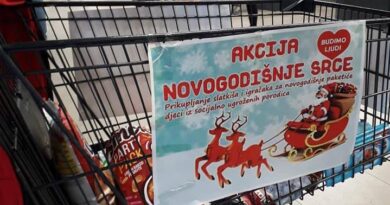 AKCIJA
BUDIMO
LJUDI
NOVOGODIŠNJE SRCE
Prikupljanje slatkiša i igračaka za novogodišnje paketiće
djeci iz socijalno ugroženih porodica